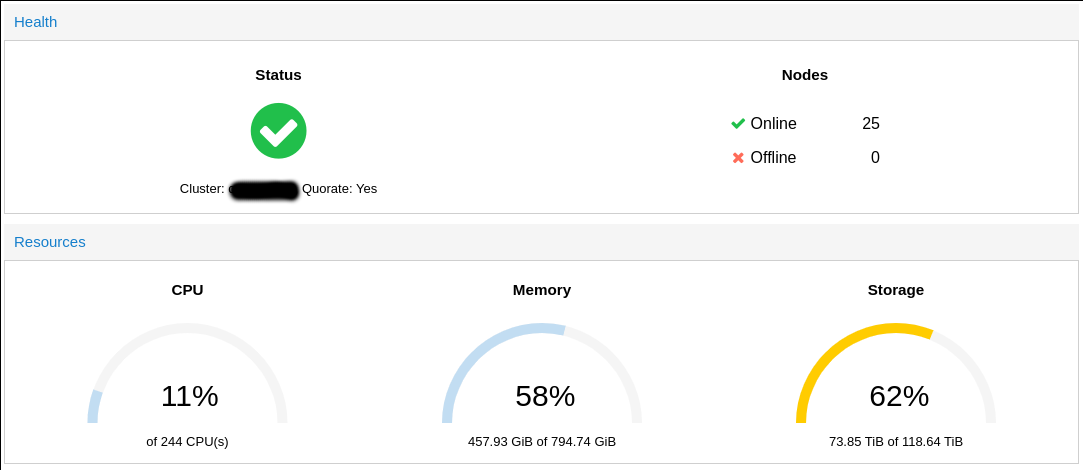 Health
Status
Nodes
Online 25
Offline 0
Cluster: Quorate: Yes
Resources
CPU
Memory
Storage
11%
58%
62%
of 244 CPU(s)
457.93 GiB of 794.74 GiB
73.85 TiB of 118.64 TiB